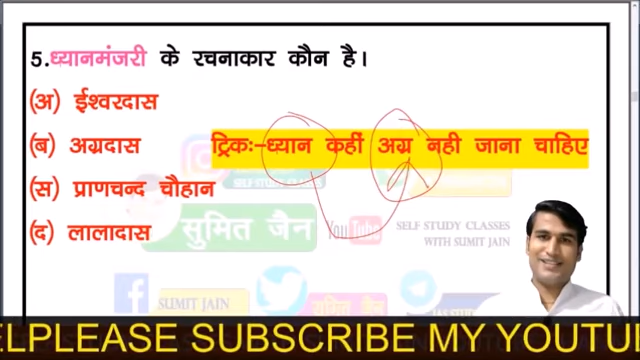 5.ध्यानमंजरी के रचनाकार कौन है।
(अ) ईश्वरदास
(ब) अग्रदास
ट्रिकः-ध्यान कहीं अग्र नही जाना चाहिए
(स) प्राणचन्द चौहान
(द) लालादास
सुमित जैन
YouTube
SELF STUDY CLASSES
WITH SUMIT JAIN
SUMIT JAIN
सुमित जैन
ELPLEASE SUBSCRIBE MY YOUTU